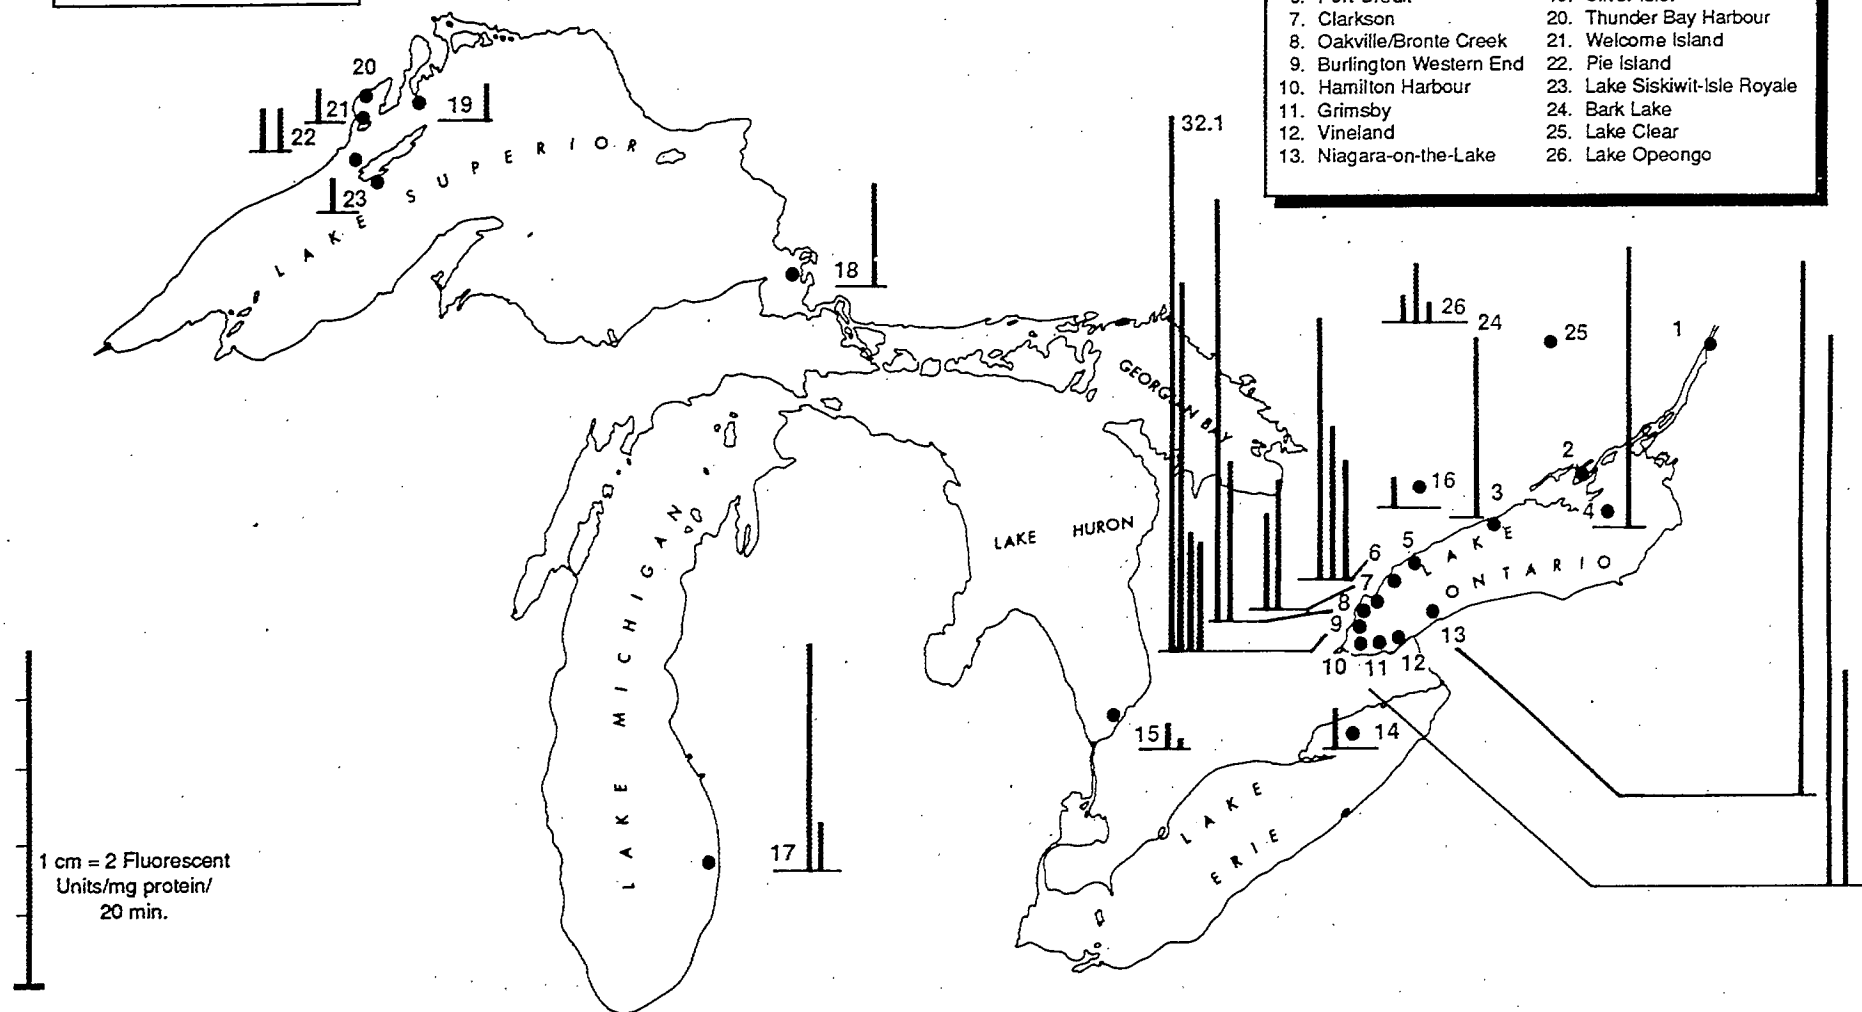 7. Clarkson
8. Oakville/Bronte Creek
9. Burlington Western End
10. Hamilton Harbour
11. Grimsby
12. Vineland
13. Niagara-on-the-Lake
20. Thunder Bay Harbour
21. Welcome Island
22. Pie Island
23. Lake Siskiwit-Isle Royale
24. Bark Lake
25. Lake Clear
26. Lake Opeongo
20
21
19
22
23
LAKE SUPERIOR
18
32.1
26
24
25
1
GEORGIAN BAY
2
16
3
4
LAKE HURON
5
6
7
8
9
LAKE ONTARIO
10
11
12
13
LAKE MICHIGAN
15
14
LAKE ERIE
17
1 cm = 2 Fluorescent
Units/mg protein/
20 min.